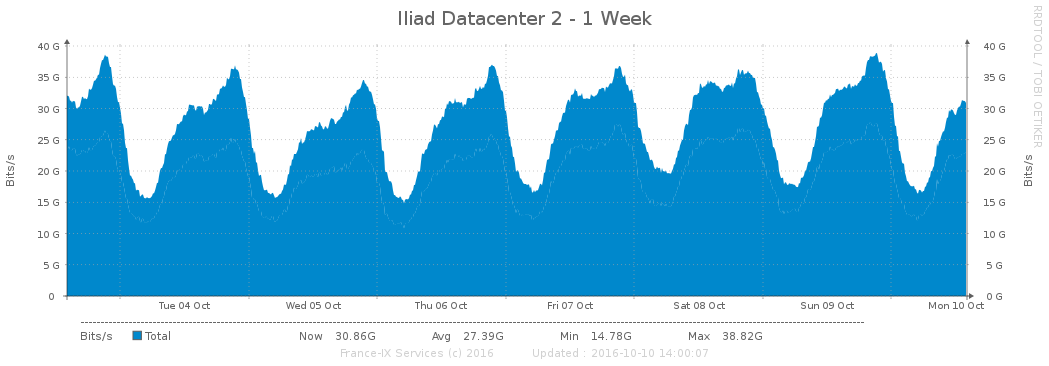 Iliad Datacenter 2 - 1 Week
RRDTOOL / TOBI OETIKER
40 G 40 G
35 G 35 G
30 G 30 G
25 G 25 G
20 G 20 G
15 G 15 G
10 G 10 G
5 G 5 G
0 0 G
Bits/s Bits/s
Tue 04 Oct Wed 05 Oct Thu 06 Oct Fri 07 Oct Sat 08 Oct Sun 09 Oct Mon 10 Oct
Bits/s Total Now 30.86G Avg 27.39G Min 14.78G Max 38.82G
France-IX Services (c) 2016 Updated : 2016-10-10 14:00:07